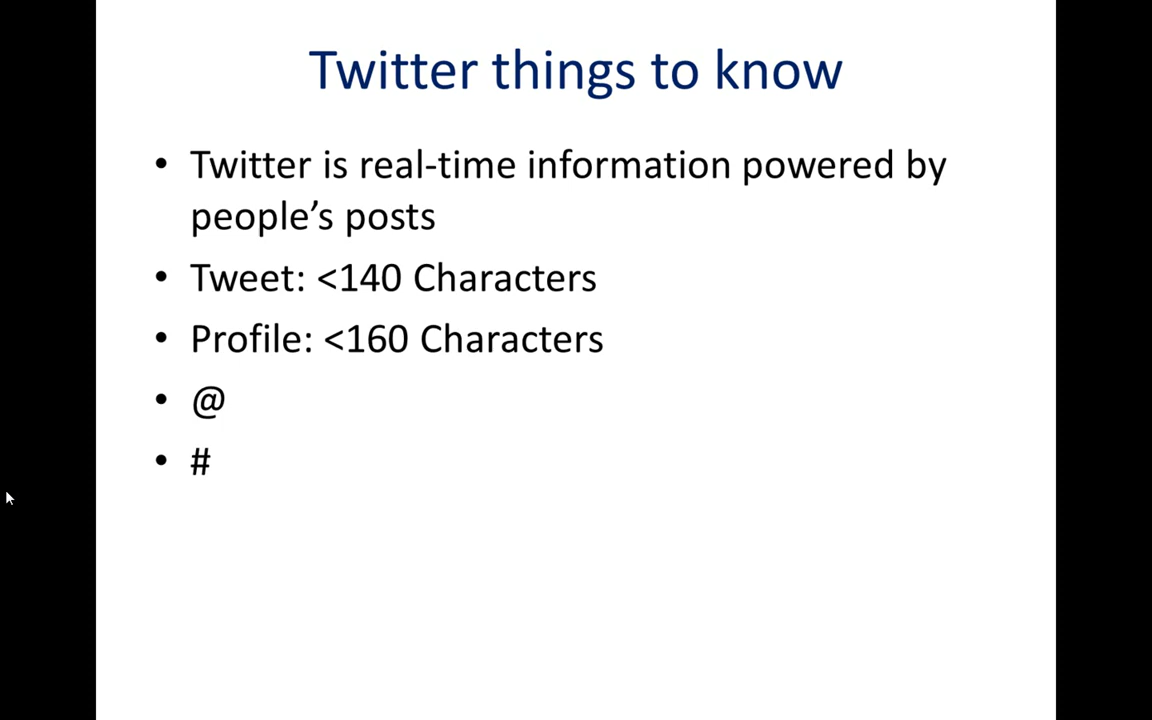 Twitter things to know
• Twitter is real-time information powered by
people’s posts
• Tweet: <140 Characters
• Profile: <160 Characters
• @
• #